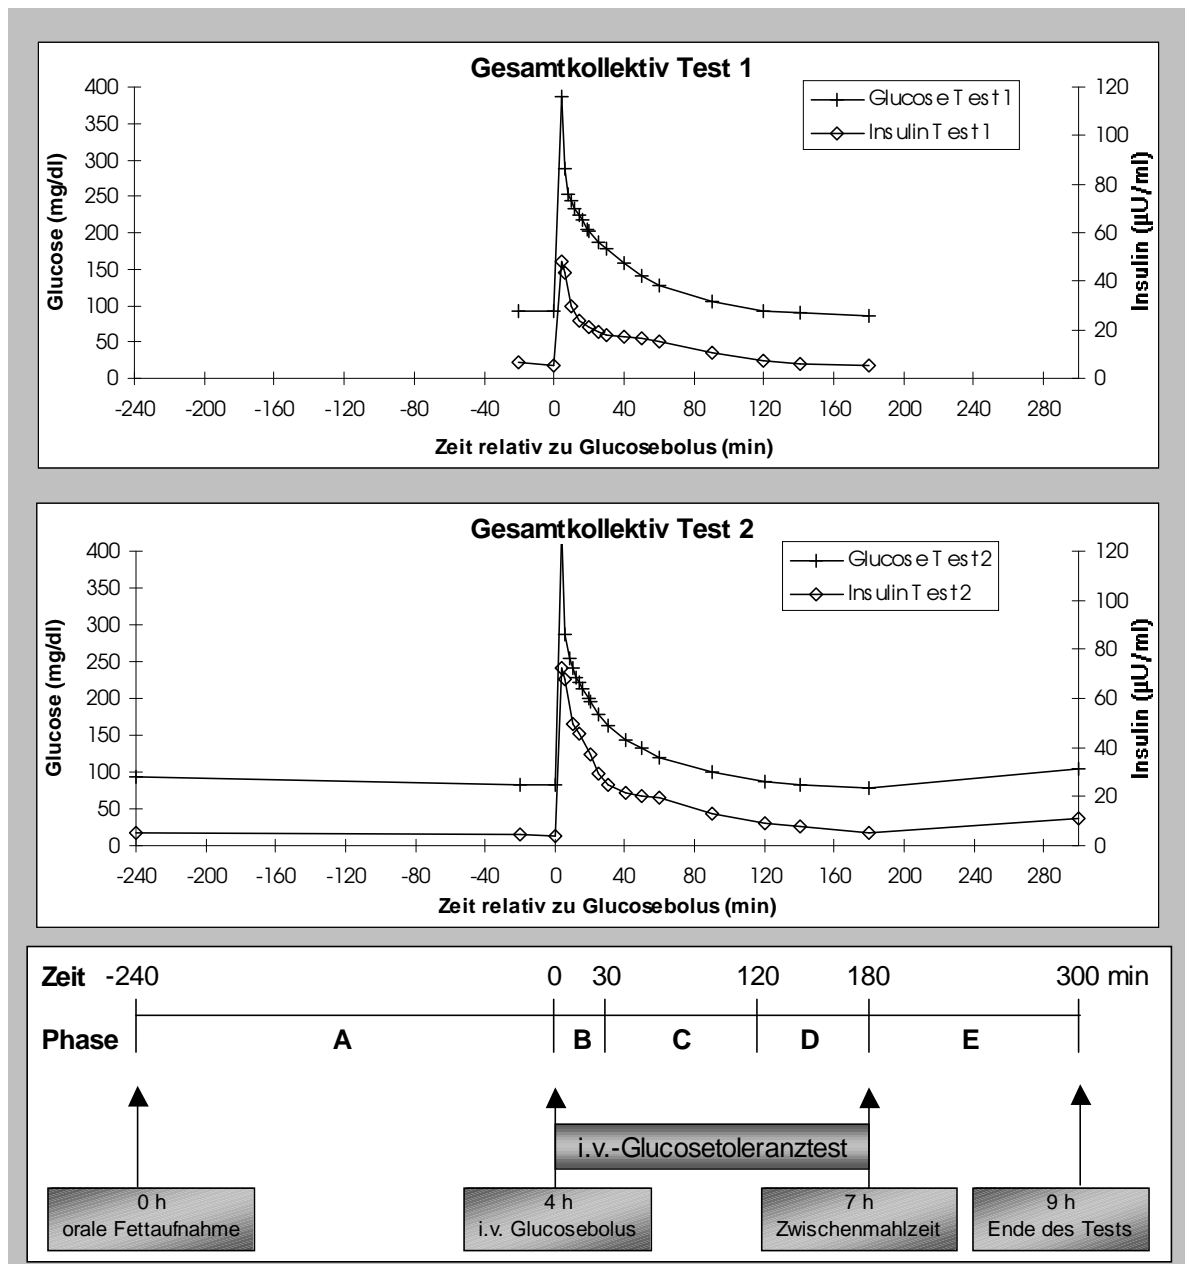 Gesamtkollektiv Test 1
Glucose Test1
Insulin Test1
Glucose (mg/dl)
400
350
300
250
200
150
100
50
0
120
100
80
60
40
20
0
Insulin (µU/ml)
-240 -200 -160 -120 -80 -40 0 40 80 120 160 200 240 280
Zeit relativ zu Glucosebolus (min)
Gesamtkollektiv Test 2
Glucose Test2
Insulin Test2
Glucose (mg/dl)
400
350
300
250
200
150
100
50
0
120
100
80
60
40
20
0
Insulin (µU/ml)
-240 -200 -160 -120 -80 -40 0 40 80 120 160 200 240 280
Zeit relativ zu Glucosebolus (min)
Zeit -240 0 30 120 180 300 min
Phase A B C D E
i.v.-Glucosetoleranztest
0 h
orale Fettaufnahme
4 h
i.v. Glucosebolus
7 h
Zwischenmahlzeit
9 h
Ende des Tests